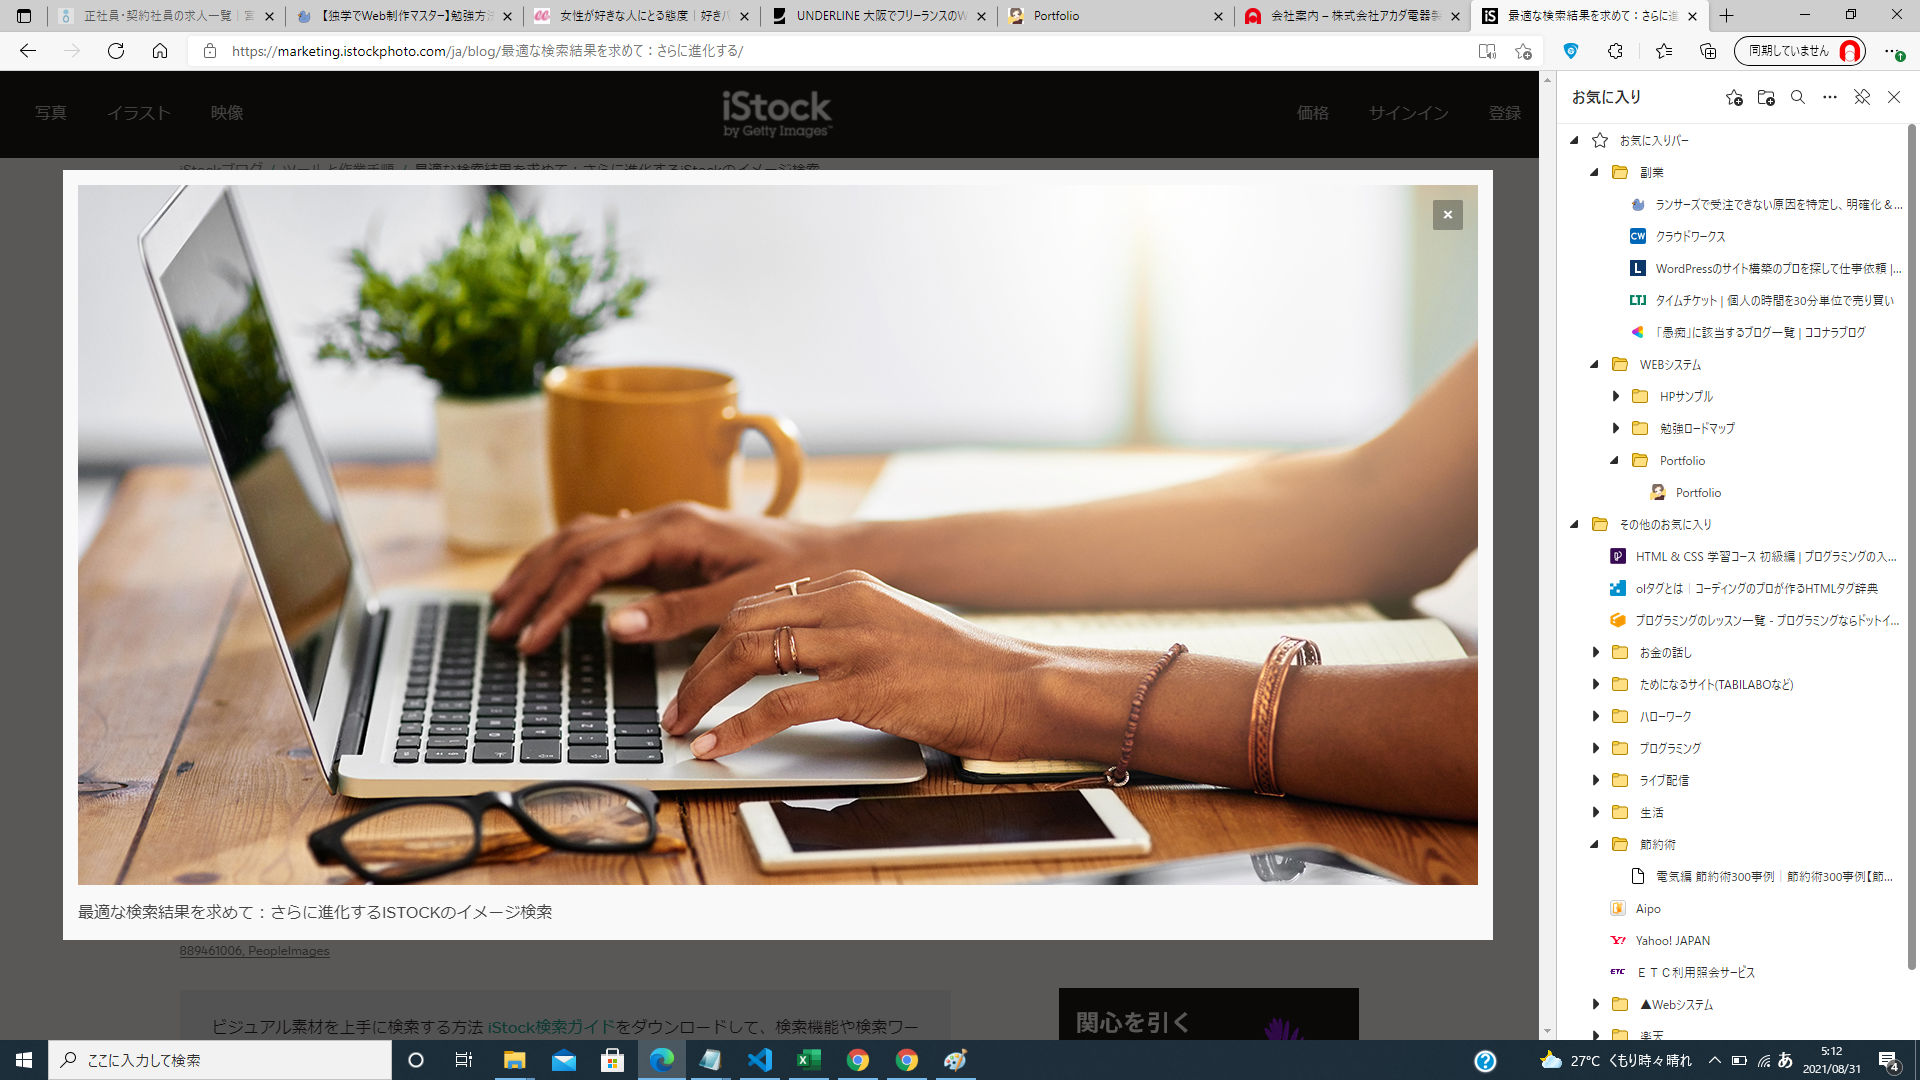 正社員・契約社員の求人一覧｜宮
【独学でWeb制作マスター】勉強方法
女性が好きな人にとる態度｜好きバ
UNDERLINE 大阪でフリーランスのW
Portfolio
会社案内 – 株式会社アカダ電器製
最適な検索結果を求めて：さらに進
https://marketing.istockphoto.com/ja/blog/最適な検索結果を求めて：さらに進化する/
同期していません
写真
イラスト
映像
iStock
by Getty Images™
価格
サインイン
登録
iStockブログ / ツールと作業手順 / 最適な検索結果を求めて：さらに進化するiStockのイメージ検索
最適な検索結果を求めて：さらに進化するISTOCKのイメージ検索
889461006, PeopleImages
ビジュアル素材を上手に検索する方法 iStock検索ガイドをダウンロードして、検索機能や検索ワー
関心を引く
お気に入り
お気に入りバー
副業
ランサーズで受注できない原因を特定し、明確化＆...
CW クラウドワークス
L WordPressのサイト構築のプロを探して仕事依頼 |...
タイムチケット | 個人の時間を30分単位で売り買い
「愚痴」に該当するブログ一覧 | ココナラブログ
WEBシステム
HPサンプル
勉強ロードマップ
Portfolio
Portfolio
その他のお気に入り
HTML & CSS 学習コース 初級編 | プログラミングの入...
olタグとは｜コーディングのプロが作るHTMLタグ辞典
プログラミングのレッスン一覧 - プログラミングならドットイ...
お金の話し
ためになるサイト(TABILABOなど)
ハローワーク
プログラミング
ライブ配信
生活
節約術
電気編 節約術300事例｜節約術300事例【節...
Aipo
Yahoo! JAPAN
ETC ＥＴＣ利用照会サービス
▲Webシステム
楽天
ここに入力して検索
27°C くもり時々晴れ
あ
5:12
2021/08/31
4